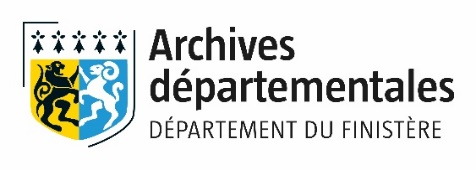 Archives
départementales
DÉPARTEMENT DU FINISTÈRE